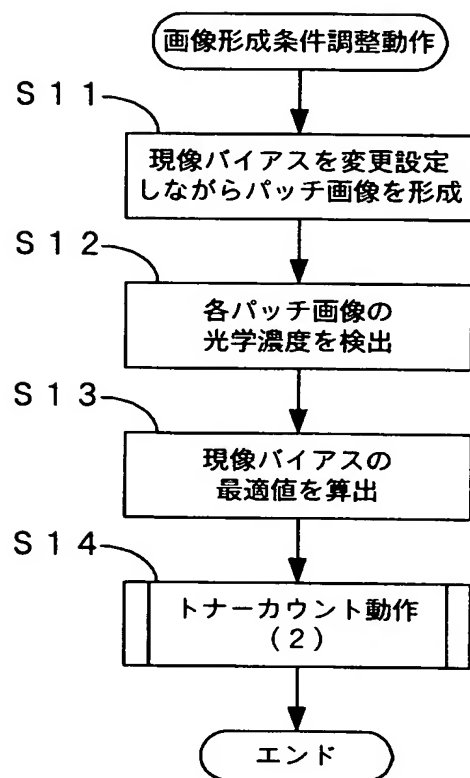 画像形成条件調整動作
S11
現像バイアスを変更設定
しながらパッチ画像を形成
S12
各パッチ画像の
光学濃度を検出
S13
現像バイアスの
最適値を算出
S14
トナーカウント動作
(2)
エンド